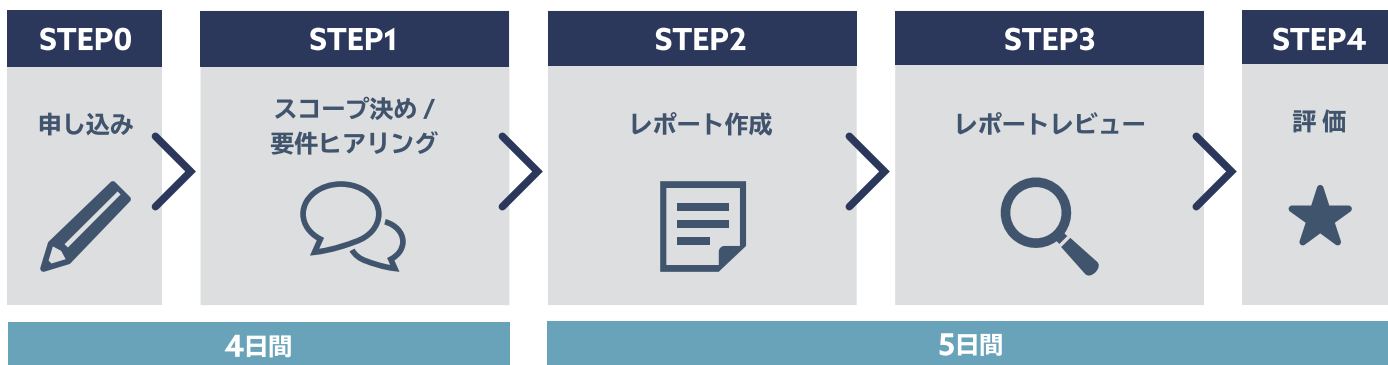 STEP0
申し込み
STEP1
スコープ決め /
要件ヒアリング
STEP2
レポート作成
STEP3
レポートレビュー
STEP4
評価
4日間
5日間